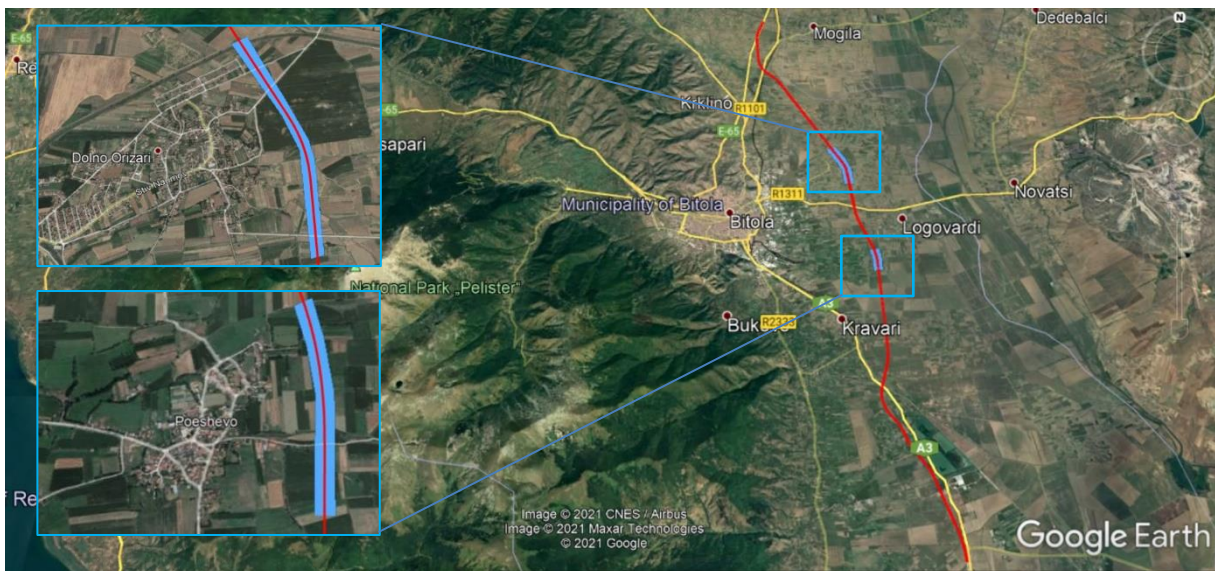 E-65
Re
Mogila
Dedebalci
N
Krklino
R1101
E-65
E-65
sapari
Dolno Orizari
Novatsi
R1311
Municipality of Bitola
Bitola
Logovardi
National Park „Pelister“
A3
R2323
Kravari
Poeshevo
A3
Re
Image © 2021 CNES / Airbus
Image © 2021 Maxar Technologies
© 2021 Google
Google Earth